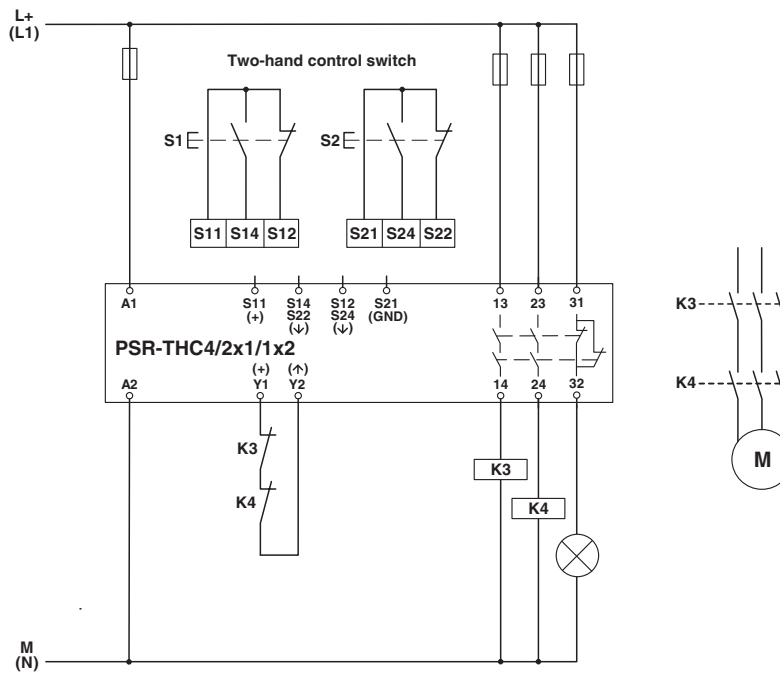 L+
(L1)
Two-hand control switch
S1
S2
S11 S14 S12
S21 S24 S22
A1
S11
(+)
S14
S22
(↓)
S12
S24
(↓)
S21
(GND)
13
23
31
PSR-THC4/2x1/1x2
A2
(+)
Y1
(↑)
Y2
14
24
32
K3
K4
K3
K4
K3
K4
M
M
(N)